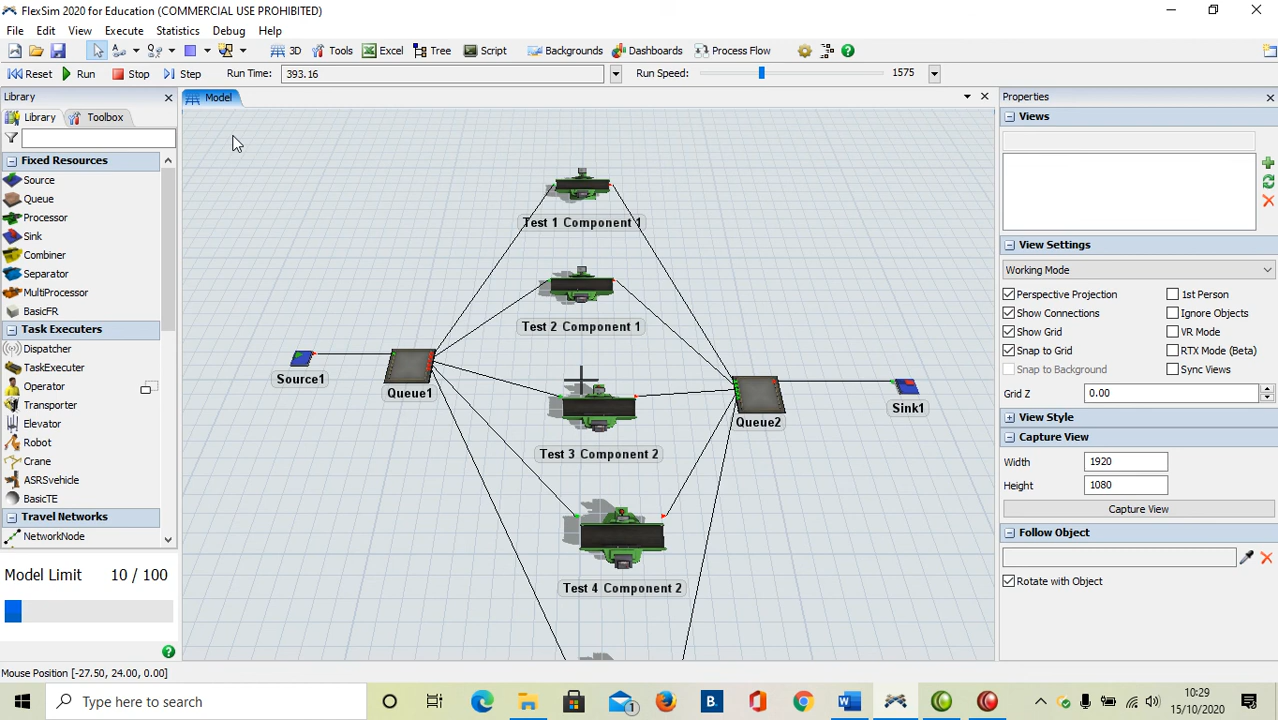 FlexSim 2020 for Education (COMMERCIAL USE PROHIBITED)
File Edit View Execute Statistics Debug Help
3D Tools Excel Tree Script Backgrounds Dashboards Process Flow
Reset Run Stop Step Run Time: 393.16 Run Speed: 1575
Library
Library Toolbox
Fixed Resources
Source
Queue
Processor
Sink
Combiner
Separator
MultiProcessor
BasicFR
Task Executers
Dispatcher
TaskExecuter
Operator
Transporter
Elevator
Robot
Crane
ASRSvehicle
BasicTE
Travel Networks
NetworkNode
Model Limit 10 / 100
Mouse Position [-27.50, 24.00, 0.00]
Model
Test 1 Component 1
Test 2 Component 1
Source1
Queue1
Queue2
Sink1
Test 3 Component 2
Test 4 Component 2
Properties
Views
View Settings
Working Mode
Perspective Projection 1st Person
Show Connections Ignore Objects
Show Grid VR Mode
Snap to Grid RTX Mode (Beta)
Snap to Background Sync Views
Grid Z 0.00
View Style
Capture View
Width 1920
Height 1080
Capture View
Follow Object
Rotate with Object
Type here to search
B.
W
1
10:29
15/10/2020